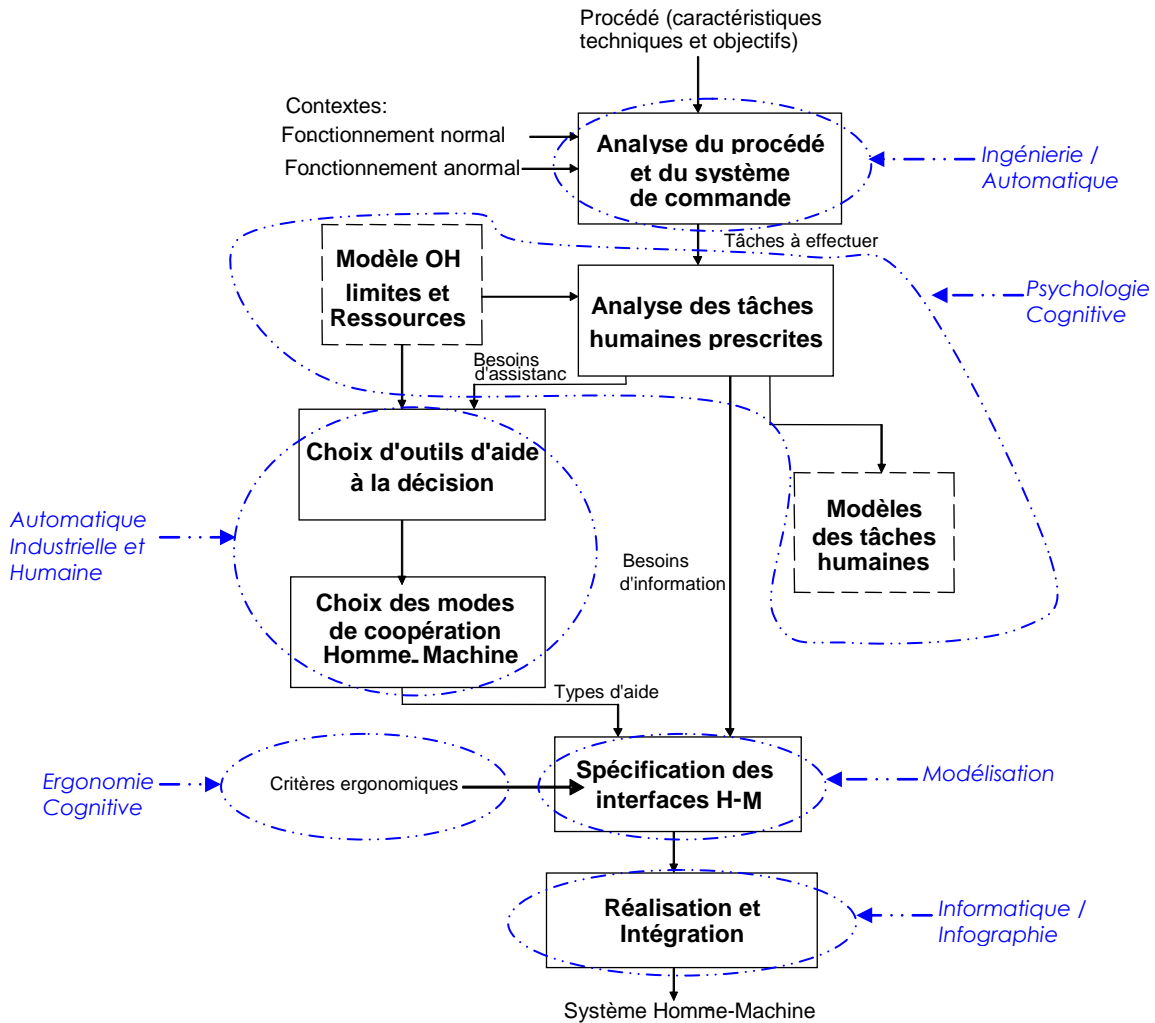 Procédé (caractéristiques
techniques et objectifs)
Contextes:
Fonctionnement normal
Fonctionnement anormal
Analyse du procédé
et du système
de commande
Ingénierie /
Automatique
Tâches à effectuer
Modèle OH
limites et
Ressources
Analyse des tâches
humaines prescrites
Psychologie
Cognitive
Besoins
d'assistanc
Choix d'outils d'aide
à la décision
Modèles
des tâches
humaines
Automatique
Industrielle et
Humaine
Besoins
d'information
Choix des modes
de coopération
Homme-Machine
Types d'aide
Ergonomie
Cognitive
Critères ergonomiques
Spécification des
interfaces H-M
Modélisation
Réalisation et
Intégration
Informatique /
Infographie
Système Homme-Machine